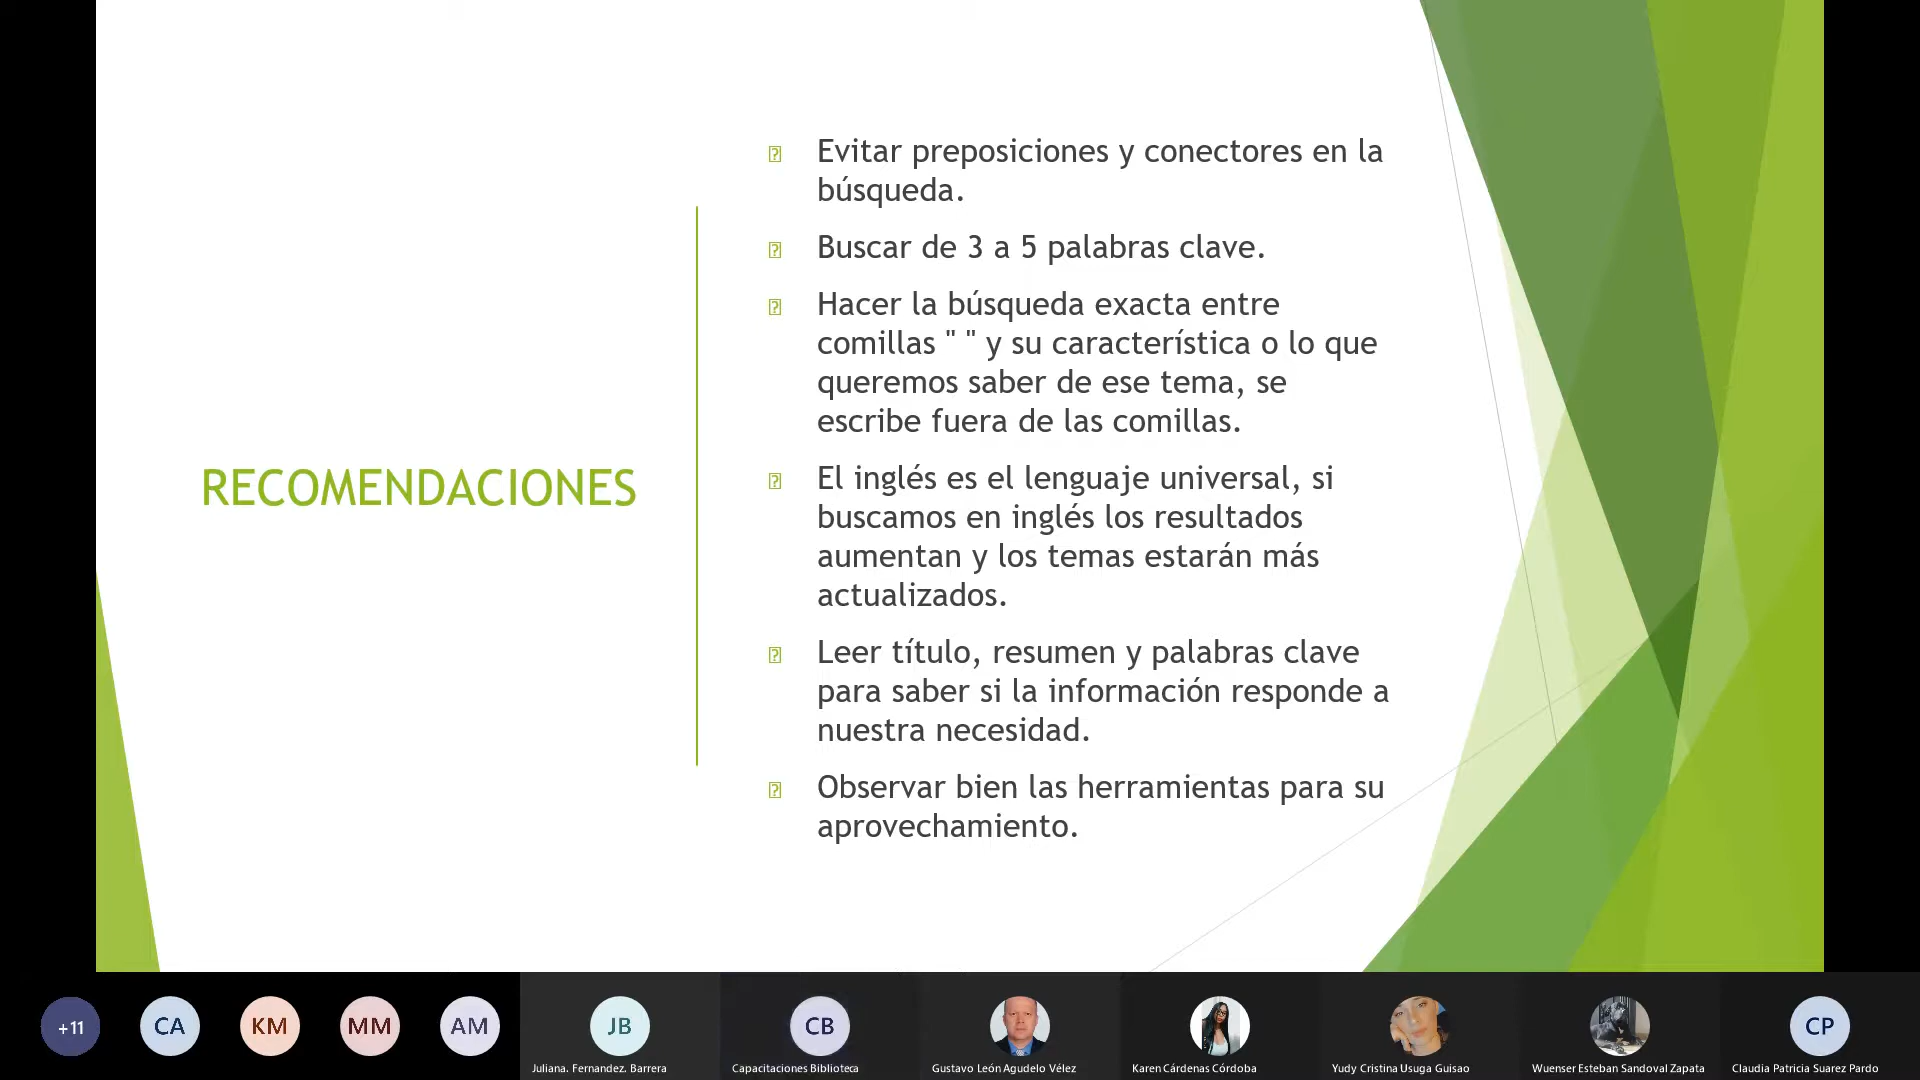 RECOMENDACIONES
Evitar preposiciones y conectores en la
búsqueda.
Buscar de 3 a 5 palabras clave.
Hacer la búsqueda exacta entre
comillas " " y su característica o lo que
queremos saber de ese tema, se
escribe fuera de las comillas.
El inglés es el lenguaje universal, si
buscamos en inglés los resultados
aumentan y los temas estarán más
actualizados.
Leer título, resumen y palabras clave
para saber si la información responde a
nuestra necesidad.
Observar bien las herramientas para su
aprovechamiento.
+11
CA
KM
MM
AM
JB
Juliana. Fernandez. Barrera
CB
Capacitaciones Biblioteca
Gustavo León Agudelo Vélez
Karen Cárdenas Córdoba
Yudy Cristina Usuga Guisao
Wuenser Esteban Sandoval Zapata
CP
Claudia Patricia Suarez Pardo